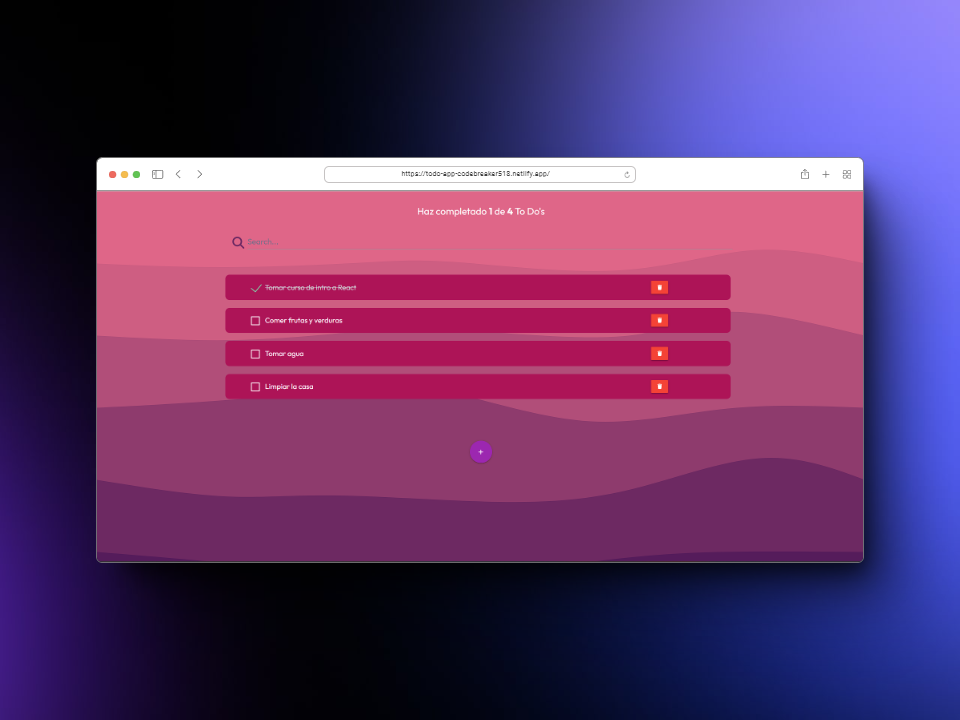 https://todo-app-codebreaker518.netlify.app/
Haz completado 1 de 4 To Do's
Search...
Tomar curso de intro a React
Comer frutas y verduras
Tomar agua
Limpiar la casa
+